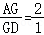 AG/GD = 2/1